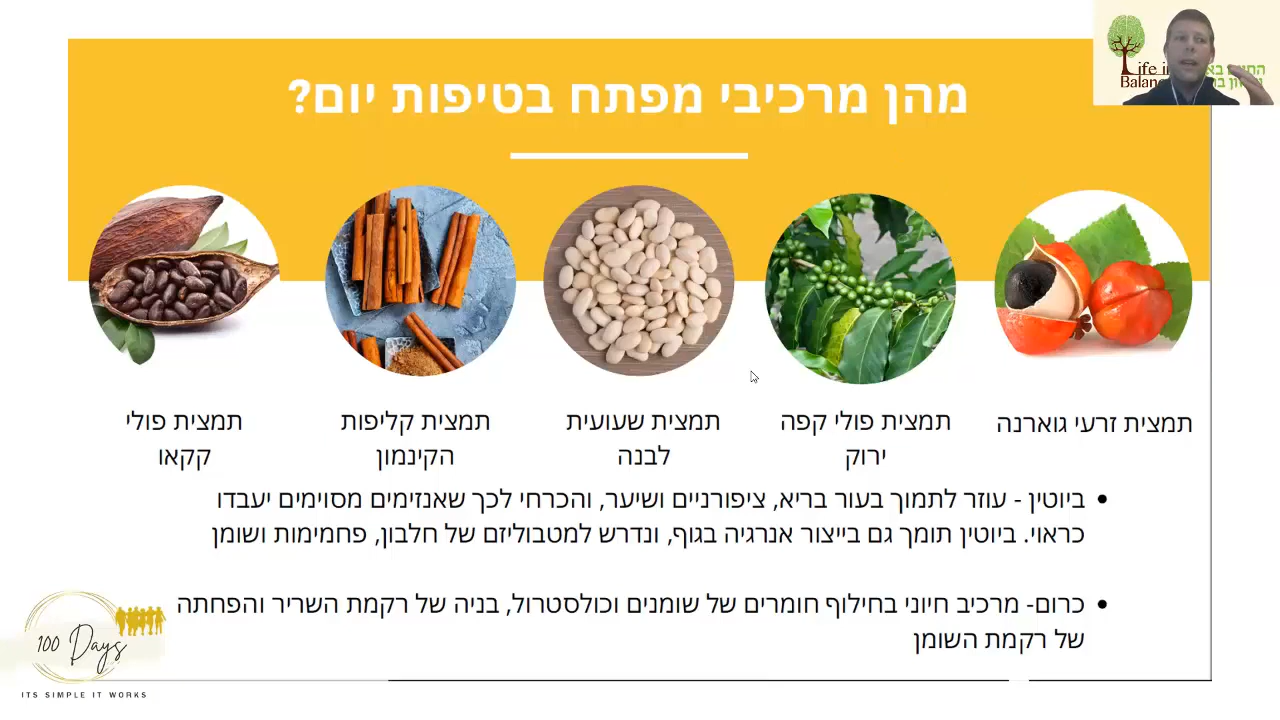 מהן מרכיבי מפתח בטיפות יום?
Life in
Balan
תמצית זרעי גוארנה
תמצית פולי קפה
ירוק
תמצית שעועית
לבנה
תמצית קליפות
הקינמון
תמצית פולי
קקאו
• ביוטין - עוזר לתמוך בעור בריא, ציפורניים ושיער, והכרחי לכך שאנזימים מסוימים יעבדו
כראוי. ביוטין תומך גם בייצור אנרגיה בגוף, ונדרש למטבוליזם של חלבון, פחמימות ושומן
• כרום- מרכיב חיוני בחילוף חומרים של שומנים וכולסטרול, בניה של רקמת השריר והפחתה
של רקמת השומן
100 Days
ITS SIMPLE IT WORKS